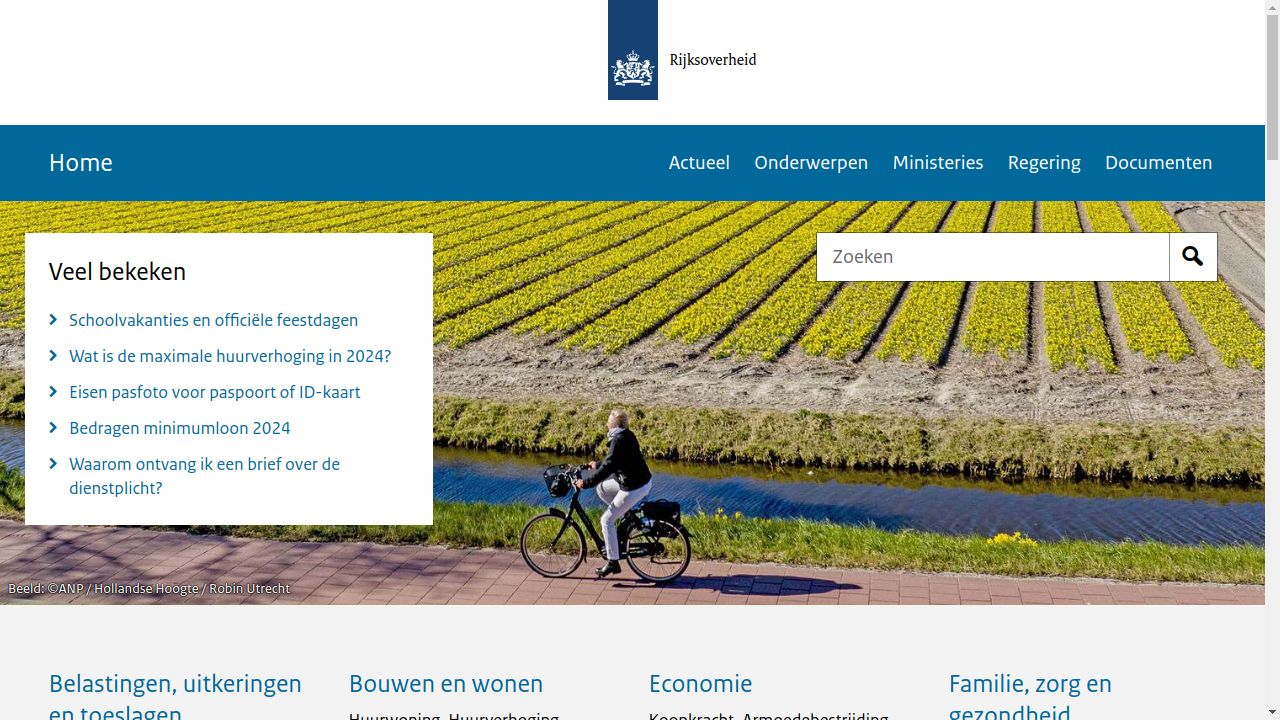 Rijksoverheid
Home
Actueel Onderwerpen Ministeries Regering Documenten
Veel bekeken
Schoolvakanties en officiële feestdagen
Wat is de maximale huurverhoging in 2024?
Eisen pasfoto voor paspoort of ID-kaart
Bedragen minimumloon 2024
Waarom ontvang ik een brief over de
dienstplicht?
Zoeken
Beeld: ©ANP / Hollandse Hoogte / Robin Utrecht
Belastingen, uitkeringen
en toeslagen
Bouwen en wonen
Huurwoning, Huurverhoging
Economie
Koopkracht, Armoedebestrijding
Familie, zorg en
gezondheid